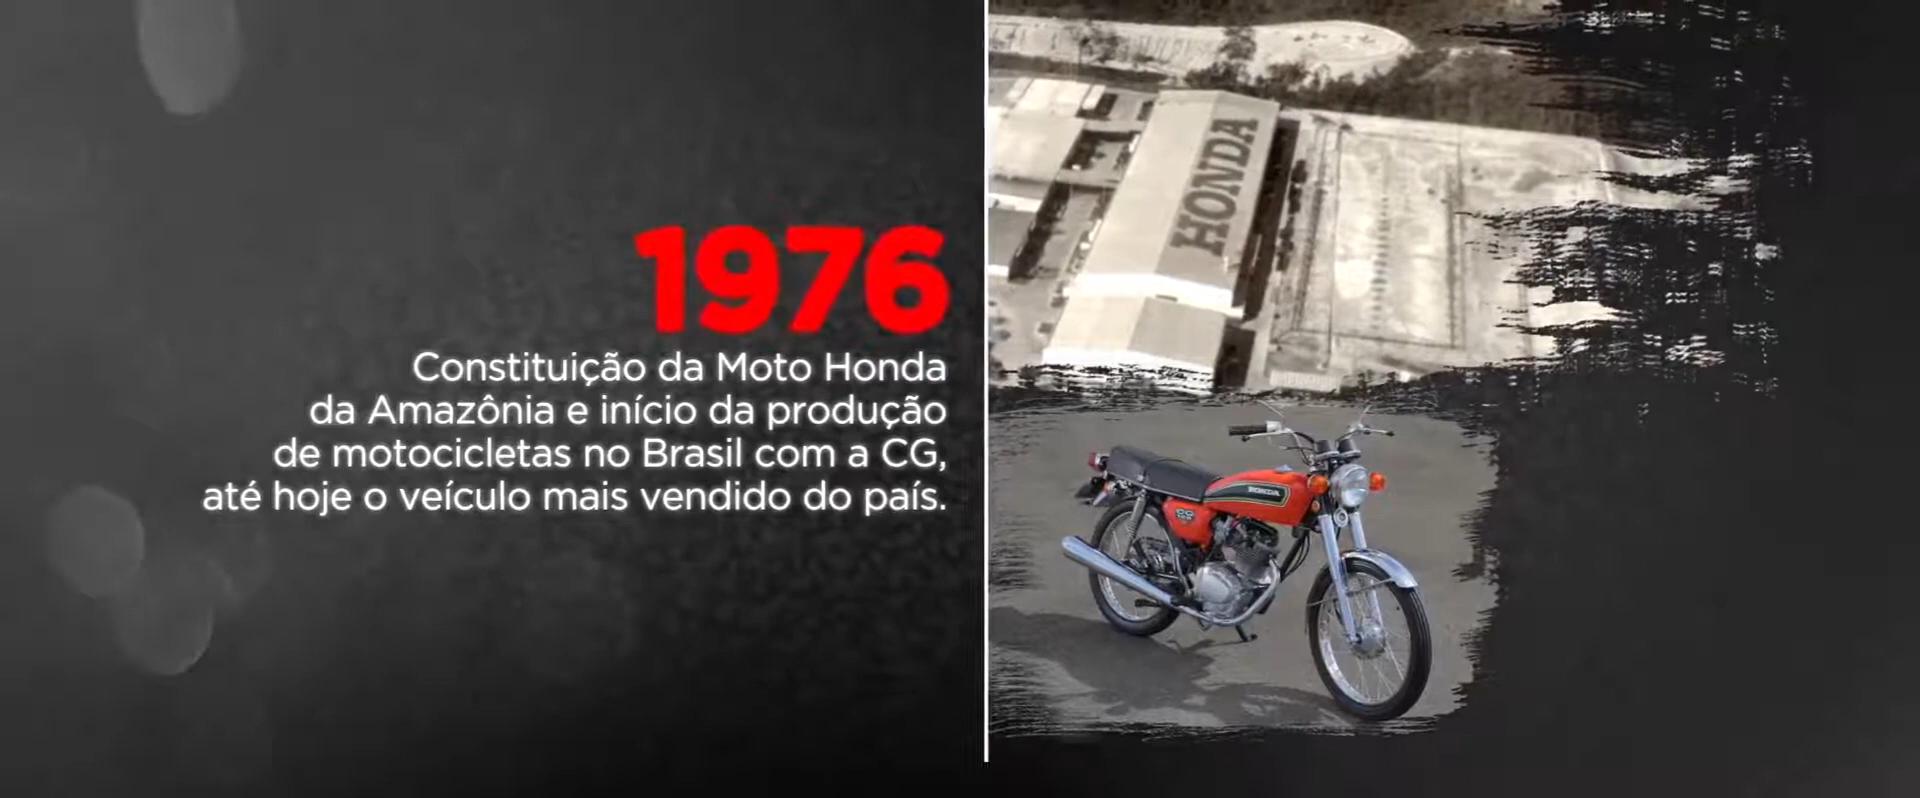 1976
Constituição da Moto Honda
da Amazônia e início da produção
de motocicletas no Brasil com a CG,
até hoje o veículo mais vendido do país.
HONDA
HONDA